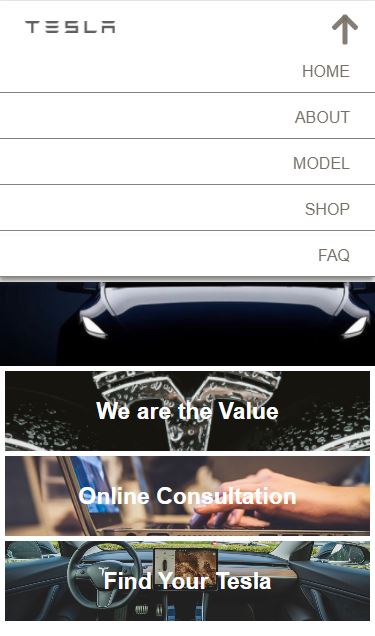 TESLA
HOME
ABOUT
MODEL
SHOP
FAQ
We are the Value
Online Consultation
Find Your Tesla